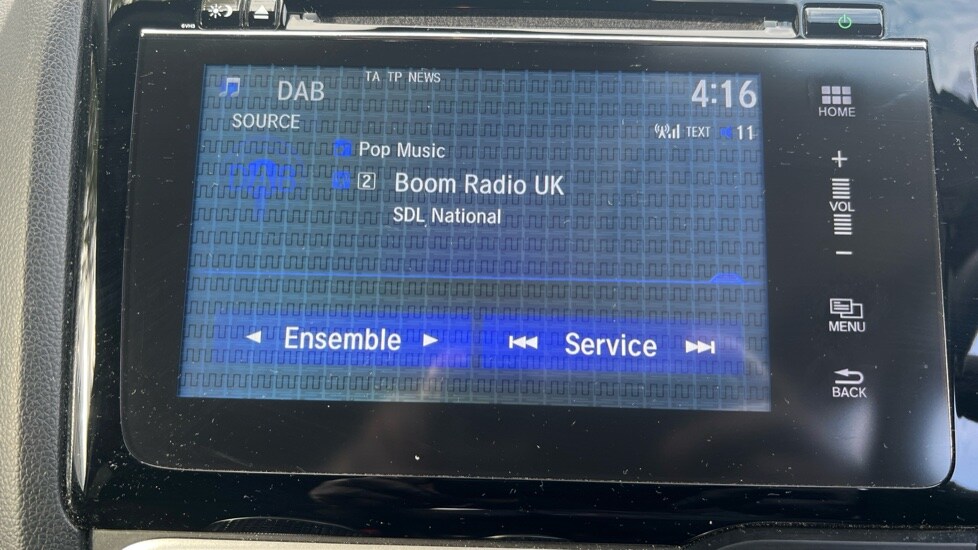 TA TP NEWS
DAB
4:16
SOURCE
TEXT 11
Pop Music
2 Boom Radio UK
SDL National
Ensemble
Service
HOME
+
VOL
−
MENU
BACK